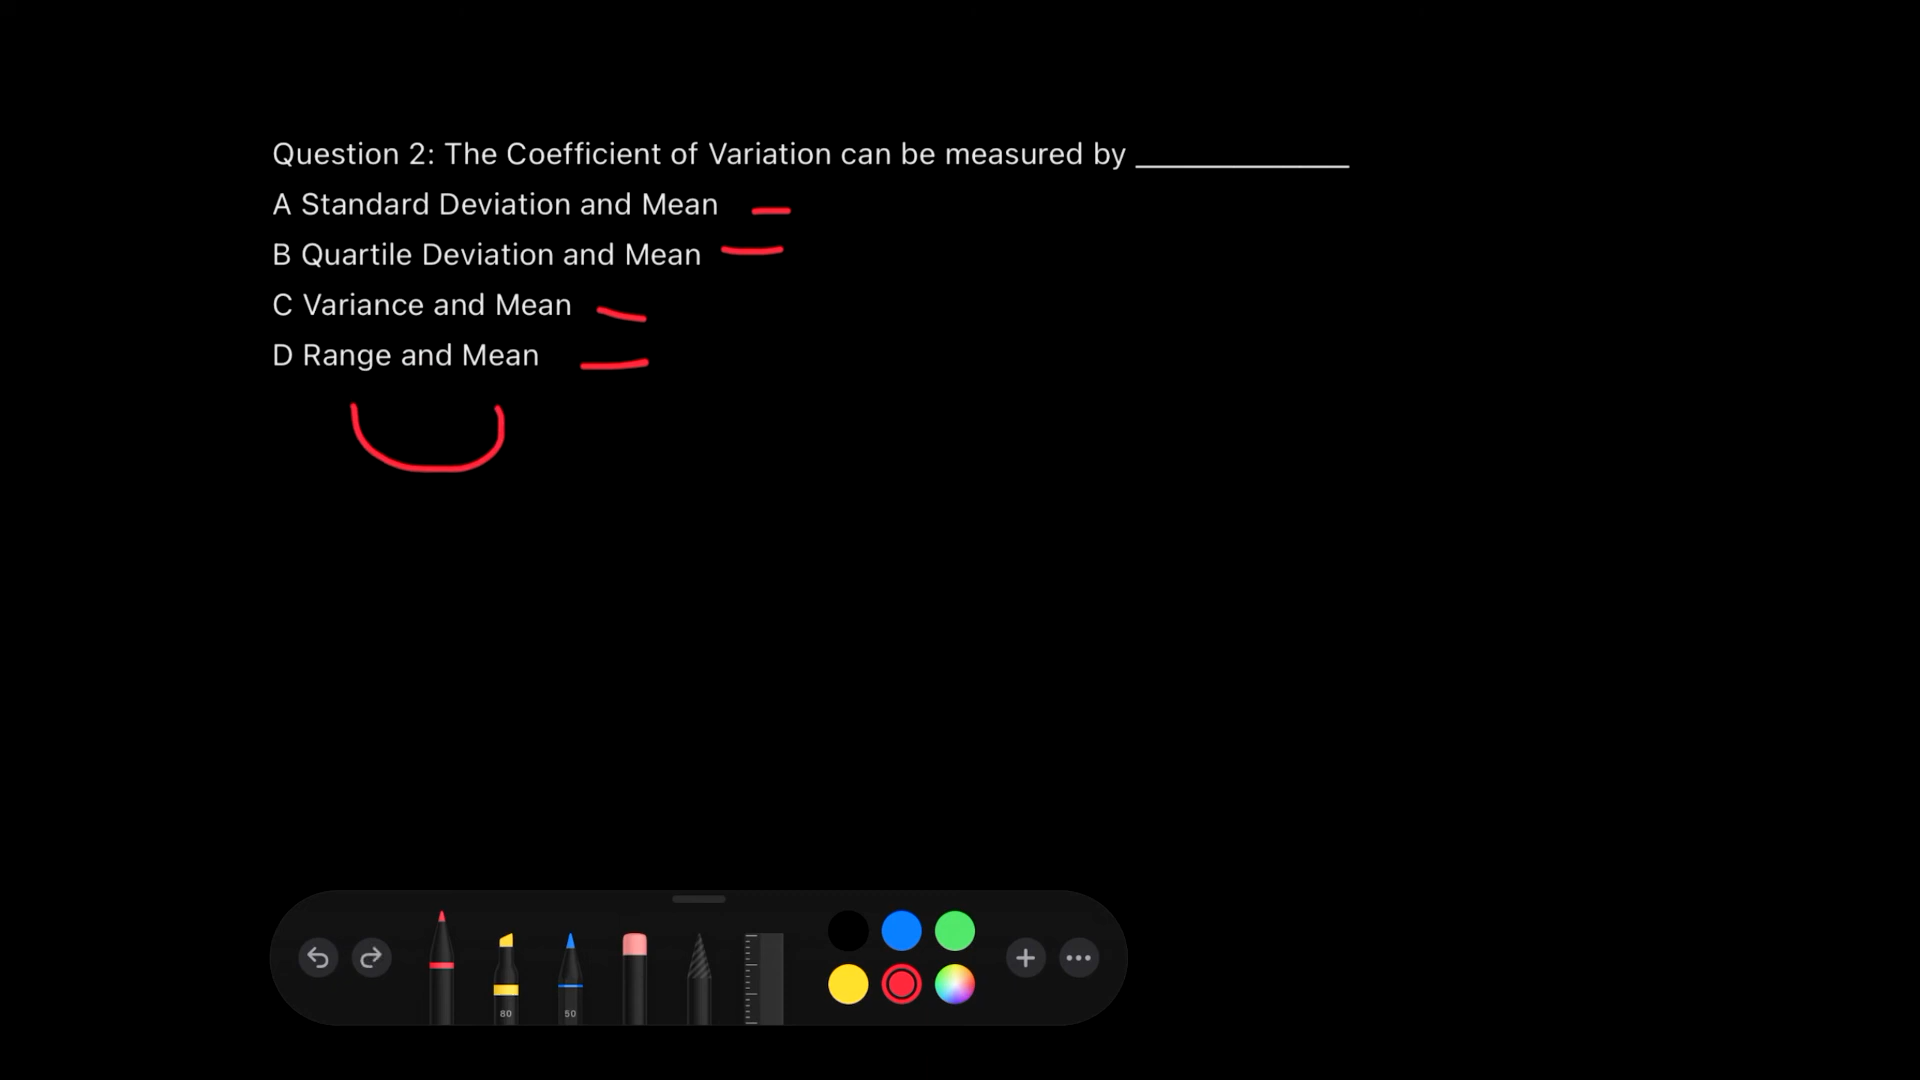 Question 2: The Coefficient of Variation can be measured by ______________
A Standard Deviation and Mean
B Quartile Deviation and Mean
C Variance and Mean
D Range and Mean
80 50